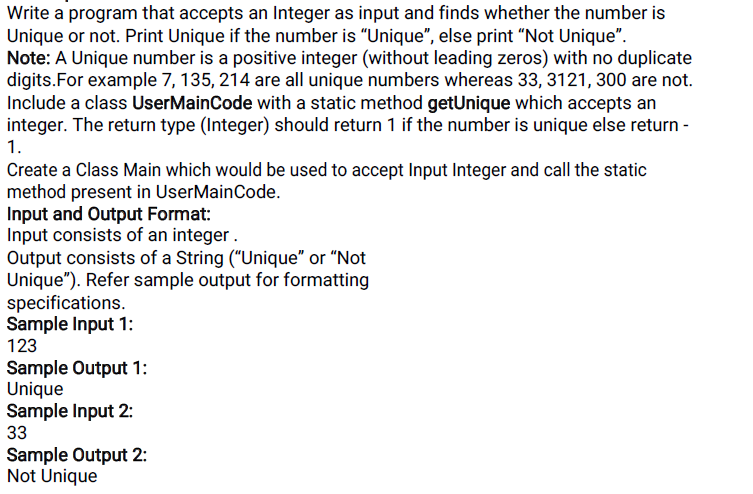 Write a program that accepts an Integer as input and finds whether the number is
Unique or not. Print Unique if the number is “Unique”, else print “Not Unique”.
Note: A Unique number is a positive integer (without leading zeros) with no duplicate
digits.For example 7, 135, 214 are all unique numbers whereas 33, 3121, 300 are not.
Include a class UserMainCode with a static method getUnique which accepts an
integer. The return type (Integer) should return 1 if the number is unique else return -
1.
Create a Class Main which would be used to accept Input Integer and call the static
method present in UserMainCode.
Input and Output Format:
Input consists of an integer .
Output consists of a String (“Unique” or “Not
Unique”). Refer sample output for formatting
specifications.
Sample Input 1:
123
Sample Output 1:
Unique
Sample Input 2:
33
Sample Output 2:
Not Unique